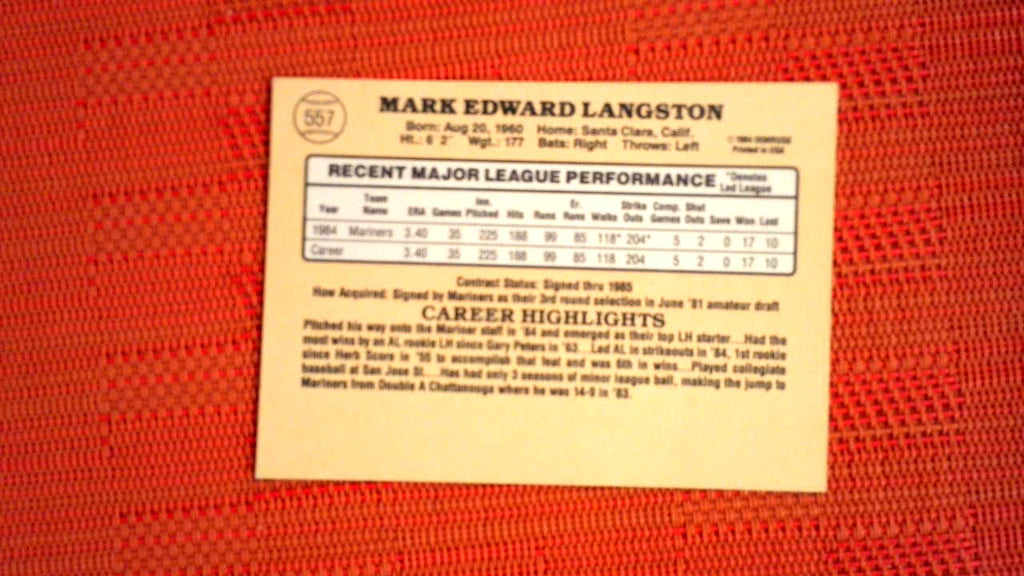 557
MARK EDWARD LANGSTON
Born: Aug 20, 1960 Home: Santa Clara, Calif.
Ht.: 6' 2" Wgt.: 177 Bats: Right Throws: Left
© 1984 DONRUSS
Printed in USA
RECENT MAJOR LEAGUE PERFORMANCE
*Denotes
Led League
Year Team Name ERA Games Inn. Pitched Hits Runs Er. Runs Walks Strike Outs Comp. Games Shut Outs Save Won Lost
1984 Mariners 3.40 35 225 188 99 85 118* 204* 5 2 0 17 10
Career 3.40 35 225 188 99 85 118 204 5 2 0 17 10
Contract Status: Signed thru 1985
How Acquired: Signed by Mariners as their 3rd round selection in June '81 amateur draft
CAREER HIGHLIGHTS
Pitched his way onto the Mariner staff in '84 and emerged as their top LH starter...Had the
most wins by an AL rookie LH since Gary Peters in '63...Led AL in strikeouts in '84, 1st rookie
since Herb Score in '55 to accomplish that feat and was 6th in wins...Played collegiate
baseball at San Jose St...Has had only 3 seasons of minor league ball, making the jump to
Mariners from Double A Chattanooga where he was 14-9 in '83.